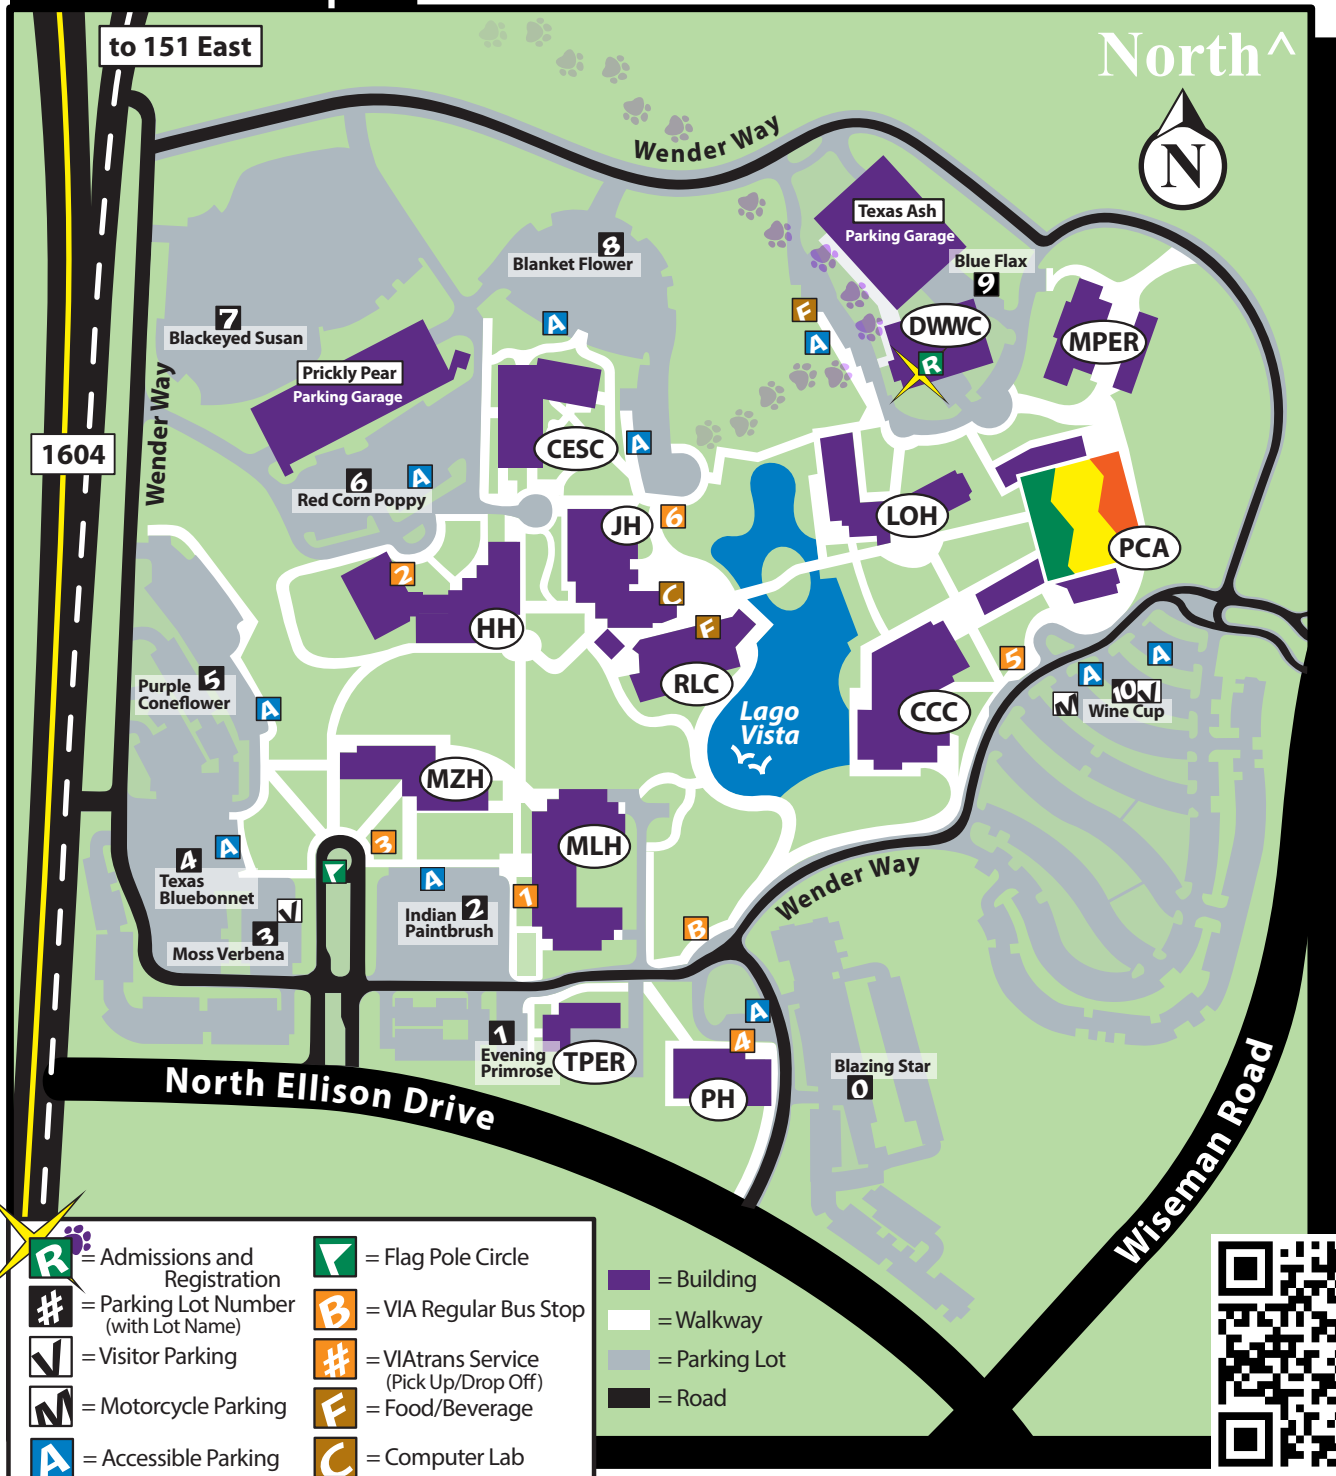 to 151 East
North^
N
Wender Way
Texas Ash
Parking Garage
8
Blanket Flower
Blue Flax
9
7
Blackeyed Susan
F
A
DWWC
R
MPER
A
Prickly Pear
Parking Garage
Wender Way
1604
CESC
A
6
A
Red Corn Poppy
JH
6
LOH
PCA
2
C
HH
F
RLC
5
A
A
Purple 5
Coneflower
A
M
10 V
Wine Cup
CCC
Lago
Vista
MZH
3
MLH
A
4
Texas
Bluebonnet
A
Wender Way
V
3
Moss Verbena
Indian 2
Paintbrush
1
B
A
4
1
Evening
Primrose
TPER
PH
Blazing Star
0
North Ellison Drive
Wiseman Road
R = Admissions and
Registration
# = Parking Lot Number
(with Lot Name)
V = Visitor Parking
M = Motorcycle Parking
A = Accessible Parking
= Flag Pole Circle
B = VIA Regular Bus Stop
# = VIAtrans Service
(Pick Up/Drop Off)
F = Food/Beverage
C = Computer Lab
= Building
= Walkway
= Parking Lot
= Road